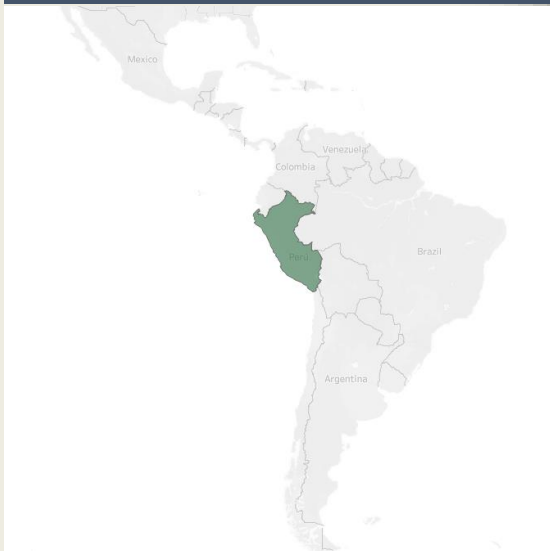 Mexico
Venezuela
Colombia
Brazil
Peru
Argentina